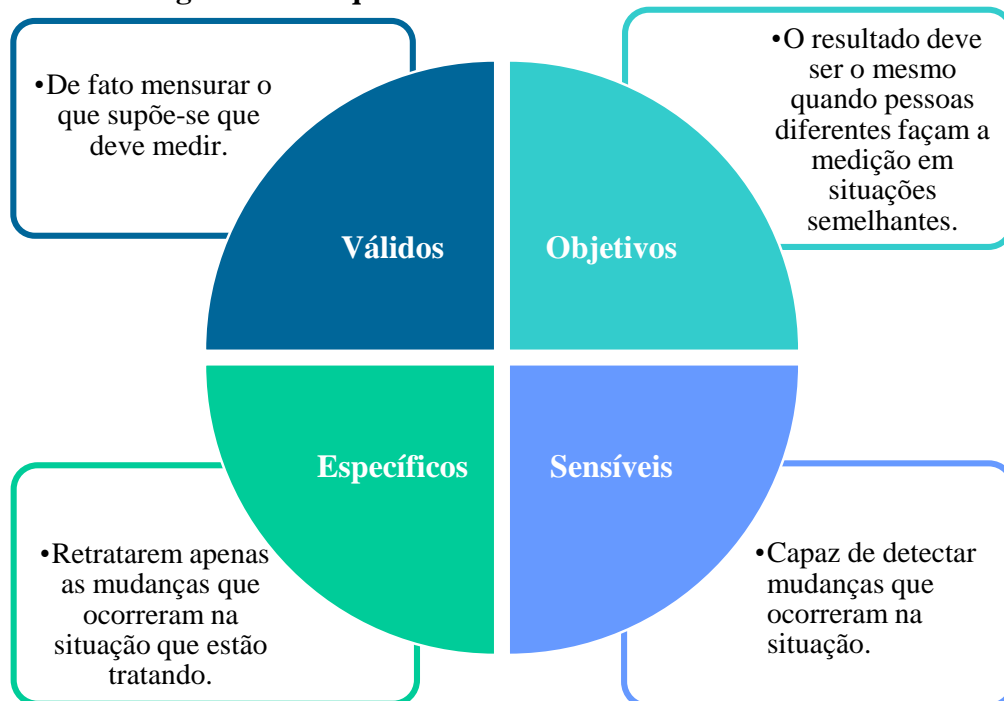 •De fato mensurar o
que supõe-se que
deve medir.
•O resultado deve
ser o mesmo
quando pessoas
diferentes façam a
medição em
situações
semelhantes.
Válidos
Objetivos
Específicos
Sensíveis
•Retratarem apenas
as mudanças que
ocorreram na
situação que estão
tratando.
•Capaz de detectar
mudanças que
ocorreram na
situação.